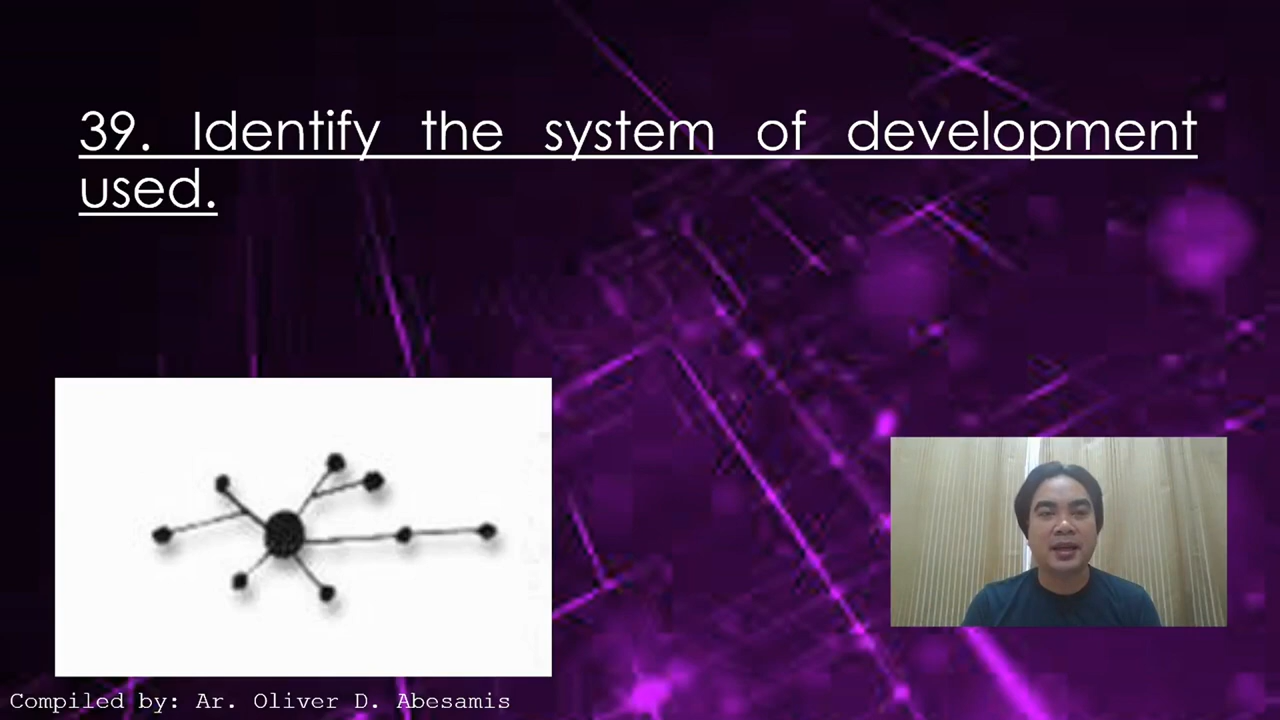 39. Identify the system of development
used.
Compiled by: Ar. Oliver D. Abesamis